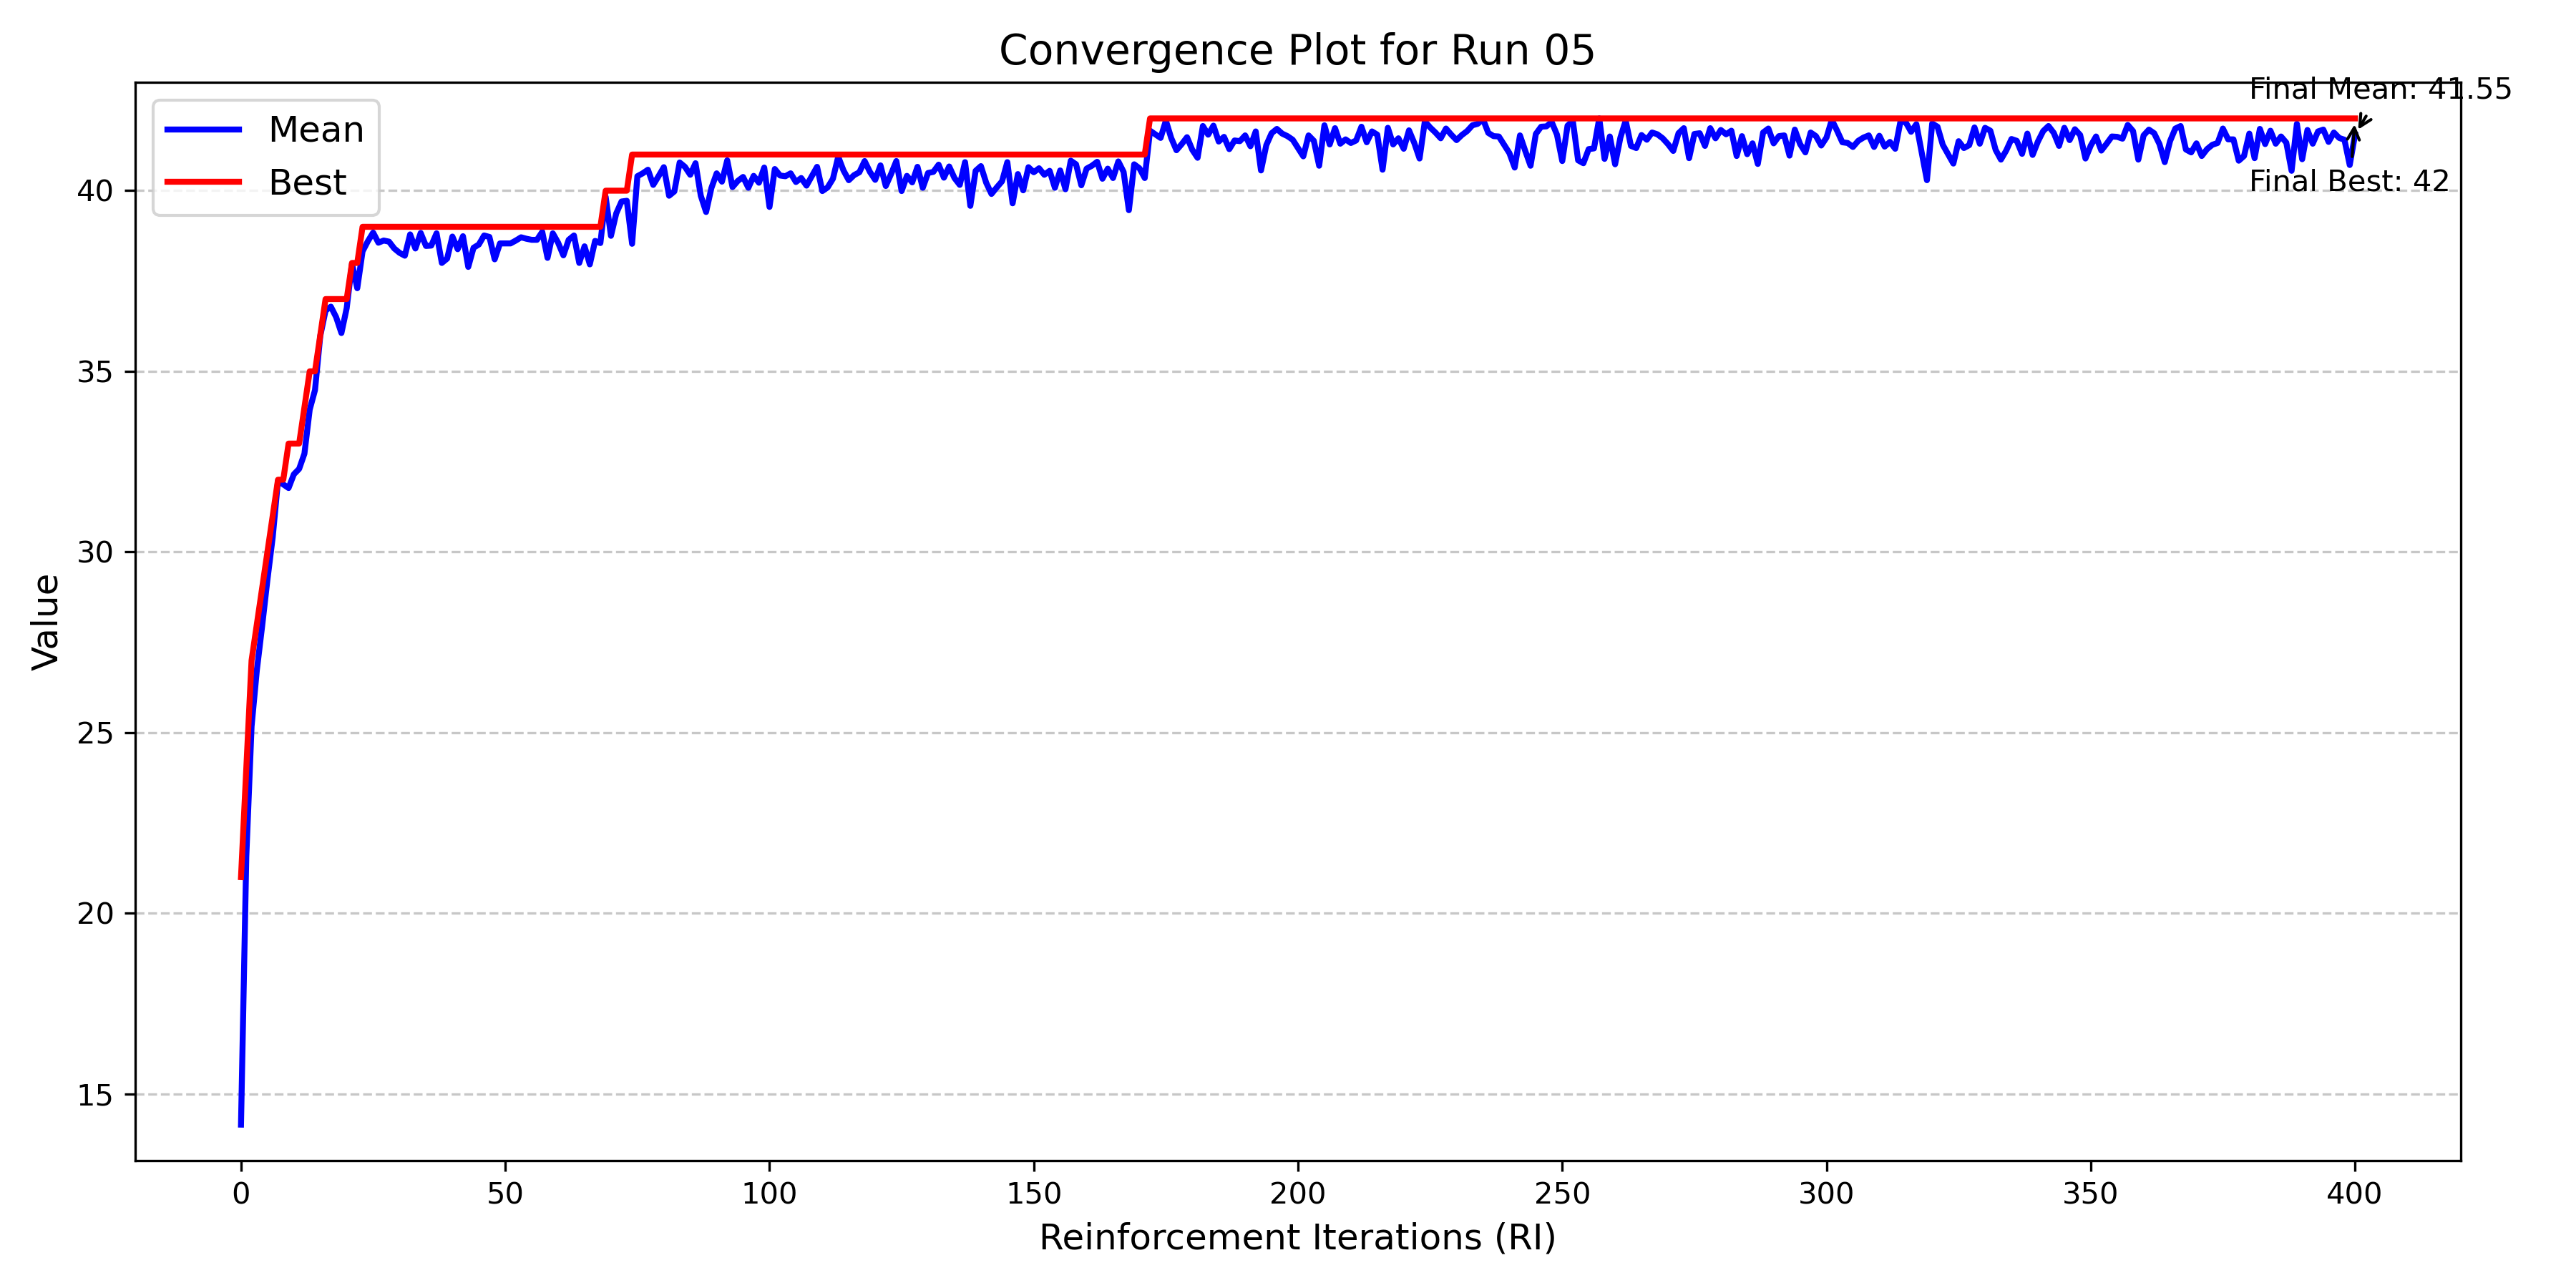 Convergence Plot for Run 05
Final Mean: 41.55
Mean
Best
Final Best: 42
40
35
30
25
20
15
Value
0 50 100 150 200 250 300 350 400
Reinforcement Iterations (RI)